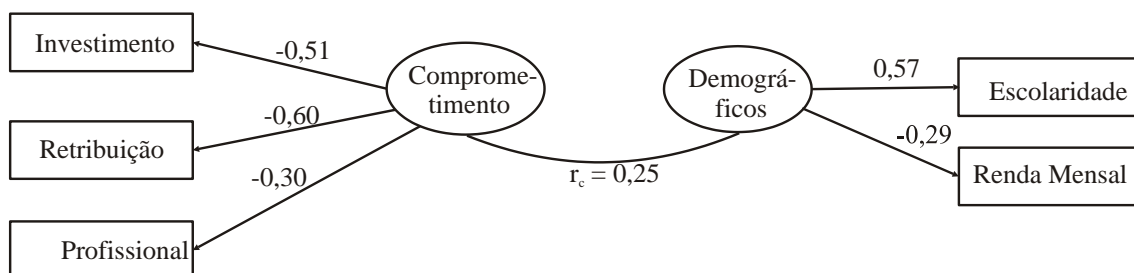 Investimento
-0,51
Comprome-
timento
Demográ-
ficos
0,57
Escolaridade
Retribuição
-0,60
-0,29
Renda Mensal
r_c = 0,25
-0,30
Profissional